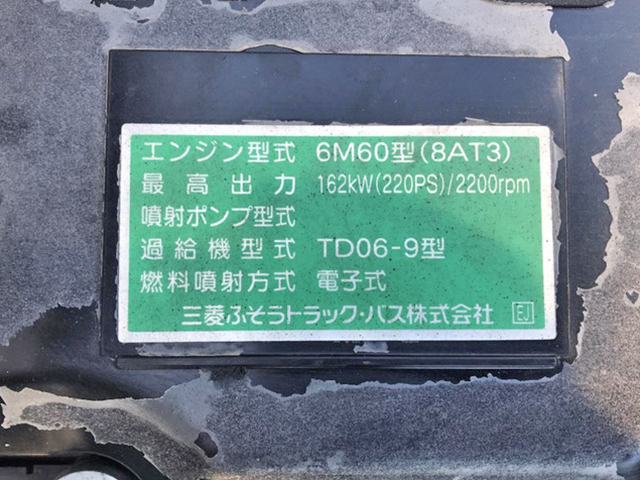 エンジン型式 6M60型(8AT3)
最高出力 162kW(220PS)/2200rpm
噴射ポンプ型式
過給機型式 TD06-9型
燃料噴射方式 電子式
三菱ふそうトラック・バス株式会社 EJ